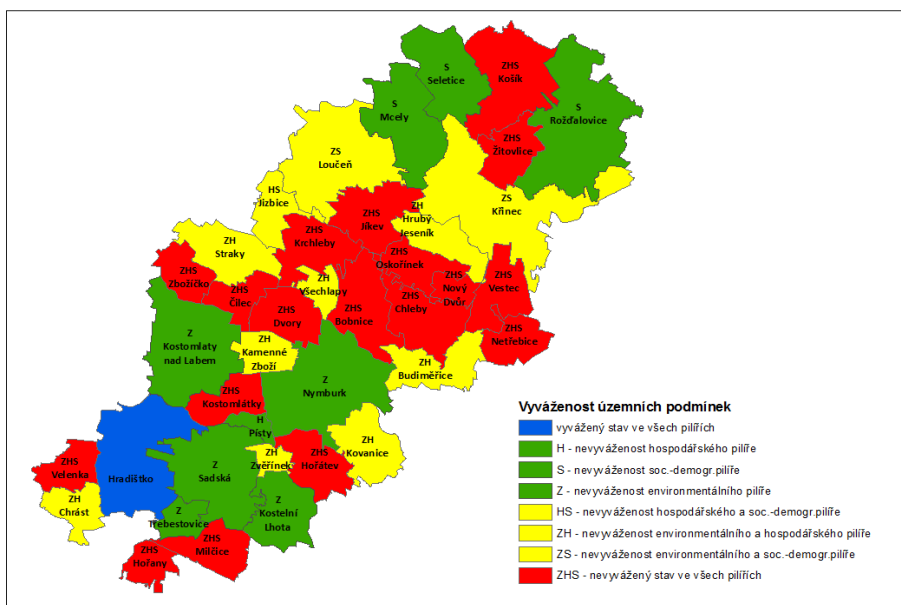 S
Seletice
ZHS
Košík
S
Mcely
S
Rožďalovice
ZHS
Žitovlice
ZS
Loučeň
HS
Jizbice
ZS
Křinec
ZH
Hrubý
Jeseník
ZHS
Jíkev
ZHS
Krchleby
ZH
Straky
ZHS
Oskořínek
ZHS
Zbožíčko
ZH
Všechlapy
ZHS
Nový
Dvůr
ZHS
Vestec
ZHS
Čilec
ZHS
Dvory
ZHS
Bobnice
ZHS
Chleby
ZHS
Netřebice
Z
Kostomlaty
nad Labem
ZH
Kamenné
Zboží
ZH
Budiměřice
Z
Nymburk
ZHS
Kostomlátky
H
Písty
ZH
Kovanice
ZH
Zvěřínek
ZHS
Hořátev
ZHS
Velenka
Hradištko
Z
Sadská
ZH
Chrást
Z
Kostelní
Lhota
Z
Třebestovice
ZHS
Milčice
ZHS
Hořany
Vyváženost územních podmínek
vyvážený stav ve všech pilířích
H - nevyváženost hospodářského pilíře
S - nevyváženost soc.-demogr.pilíře
Z - nevyváženost environmentálního pilíře
HS - nevyváženost hospodářského a soc.-demogr.pilíře
ZH - nevyváženost environmentálního a hospodářského pilíře
ZS - nevyváženost environmentálního a soc.-demogr.pilíře
ZHS - nevyvážený stav ve všech pilířích